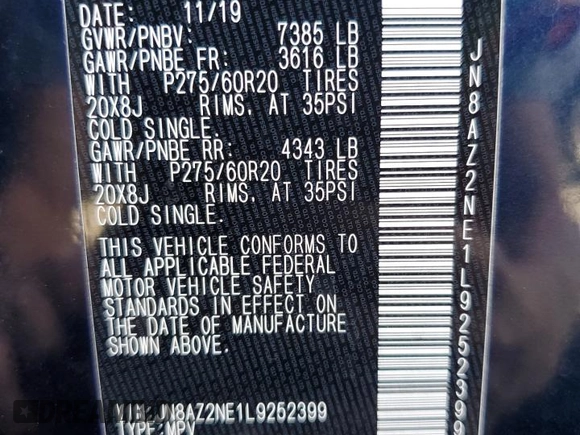 DATE: 11/19
GVWR/PNBV: 7385 LB
GAWR/PNBE FR: 3616 LB
WITH P275/60R20 TIRES
20X8J RIMS, AT 35PSI
COLD SINGLE.
GAWR/PNBE RR: 4343 LB
WITH P275/60R20 TIRES
20X8J RIMS, AT 35PSI
COLD SINGLE.
THIS VEHICLE CONFORMS TO
ALL APPLICABLE FEDERAL
MOTOR VEHICLE SAFETY
STANDARDS IN EFFECT ON
THE DATE OF MANUFACTURE
SHOWN ABOVE.
JN8AZ2NE1L9252399
TYPE:MPV
JN8AZ2NE1L9252399